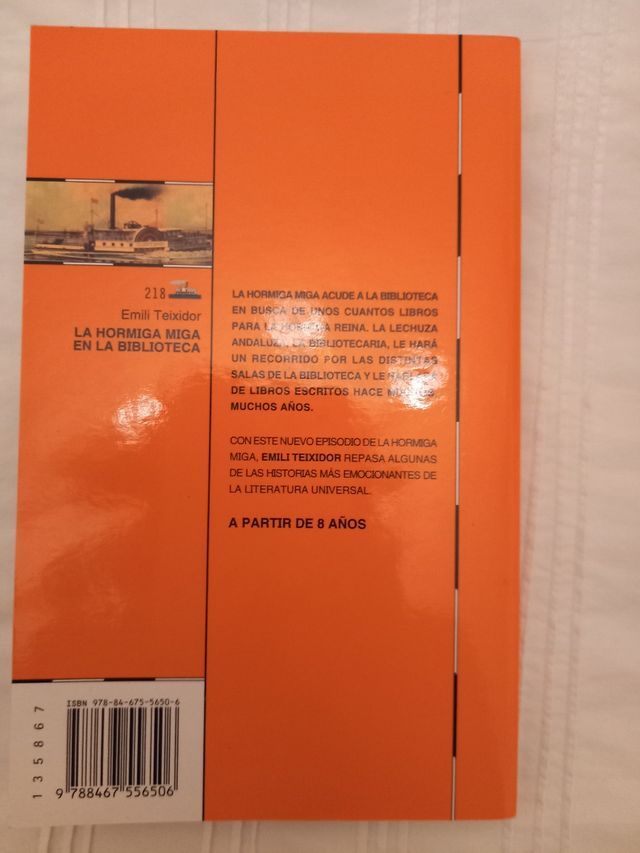 218
Emili Teixidor
LA HORMIGA MIGA
EN LA BIBLIOTECA
LA HORMIGA MIGA ACUDE A LA BIBLIOTECA
EN BUSCA DE UNOS CUANTOS LIBROS
PARA LA HORMIGA REINA. LA LECHUZA
ANDALUZA, LA BIBLIOTECARIA, LE HARÁ
UN RECORRIDO POR LAS DISTINTAS
SALAS DE LA BIBLIOTECA Y LE
DE LIBROS ESCRITOS HACE MUCHOS,
MUCHOS AÑOS.
CON ESTE NUEVO EPISODIO DE LA HORMIGA
MIGA, EMILI TEIXIDOR REPASA ALGUNAS
DE LAS HISTORIAS MÁS EMOCIONANTES DE
LA LITERATURA UNIVERSAL.
A PARTIR DE 8 AÑOS
135867
ISBN 978-84-675-5650-6
9 788467 556506